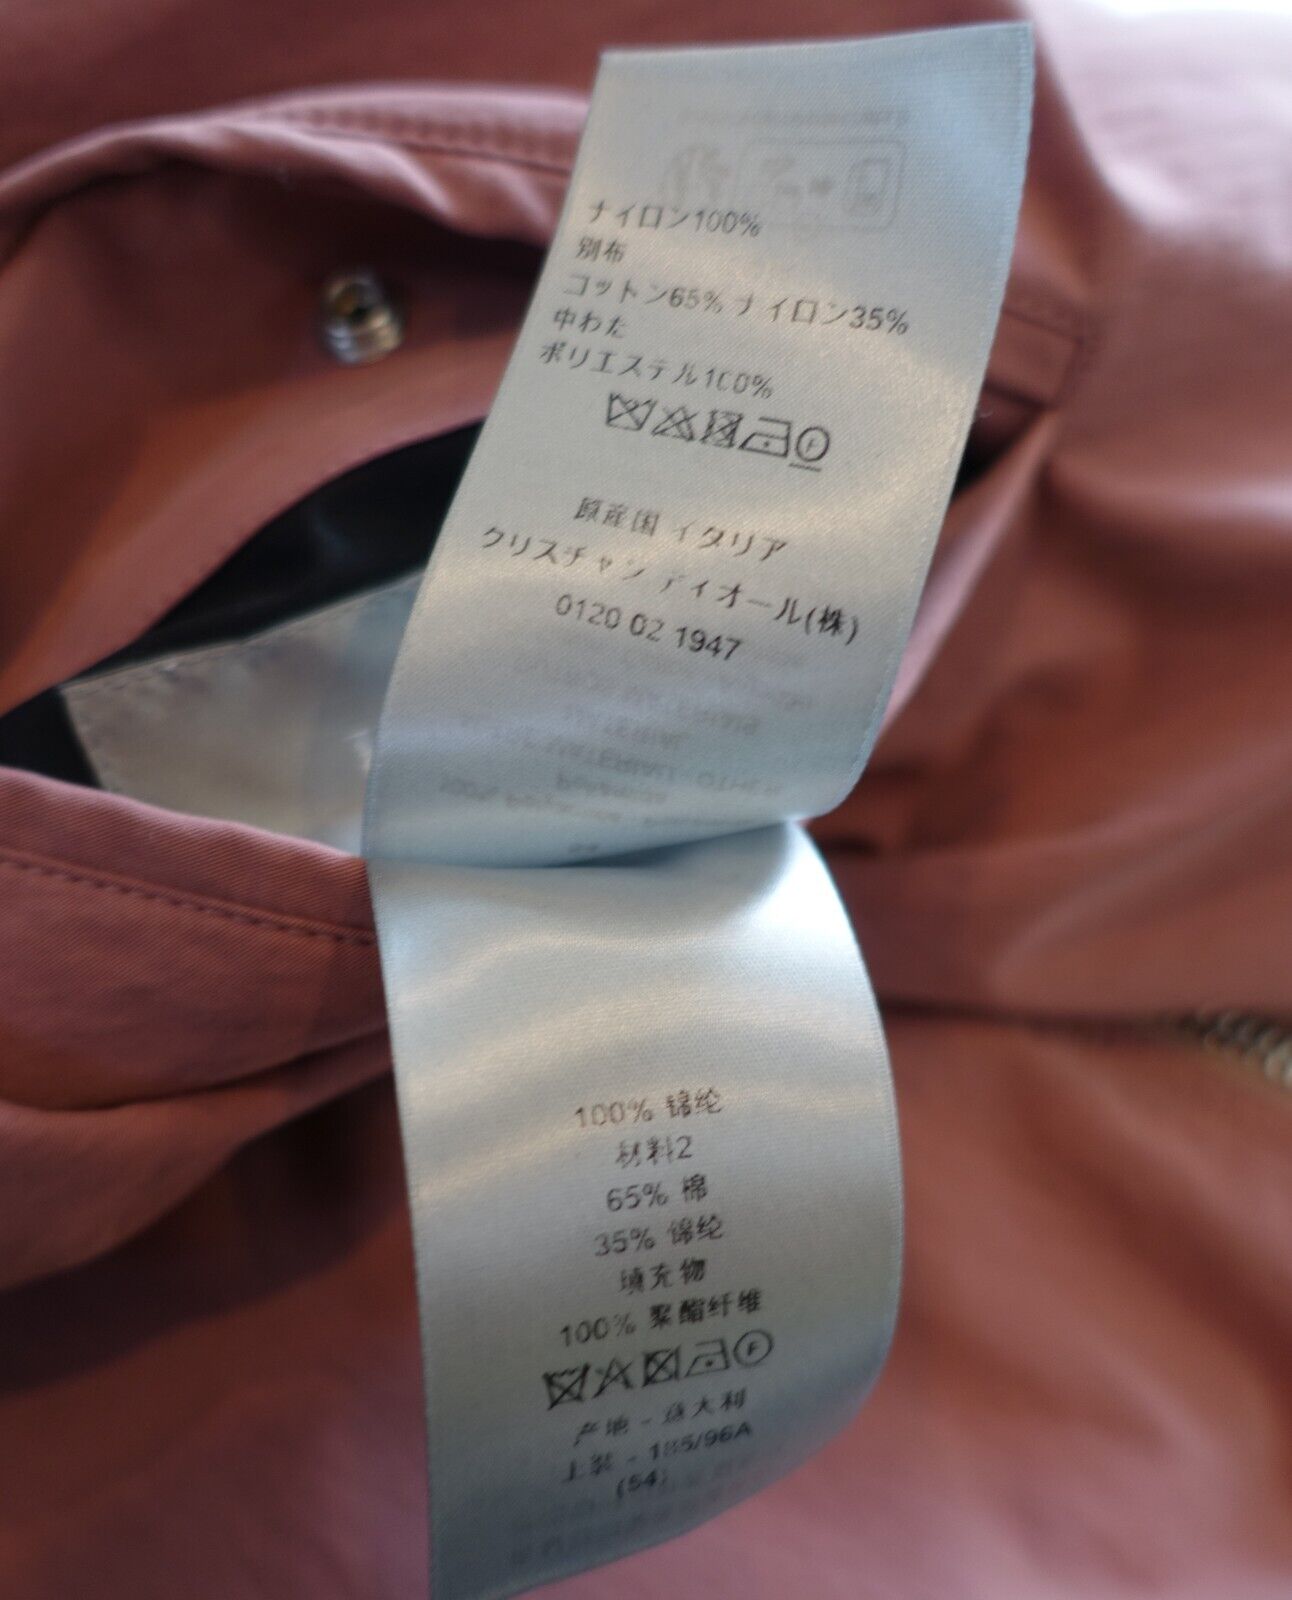 ナイロン100%
別布
コットン65% ナイロン35%
中わた
ポリエステル100%
F
原産国 イタリア
クリスチャン ディオール(株)
0120 02 1947
100% 锦纶
材料2
65% 棉
35% 锦纶
填充物
100% 聚酯纤维
F
产地 - 意大利
上装 - 185/96A
(54)